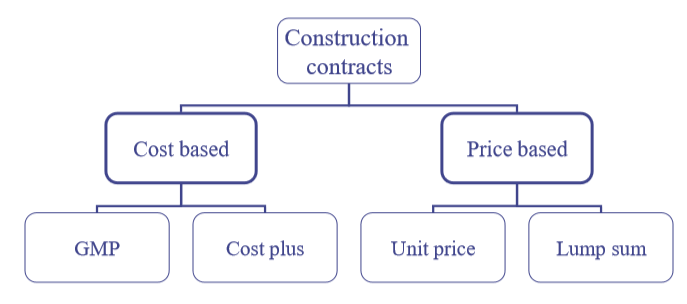 Construction
contracts
Cost based
Price based
GMP
Cost plus
Unit price
Lump sum